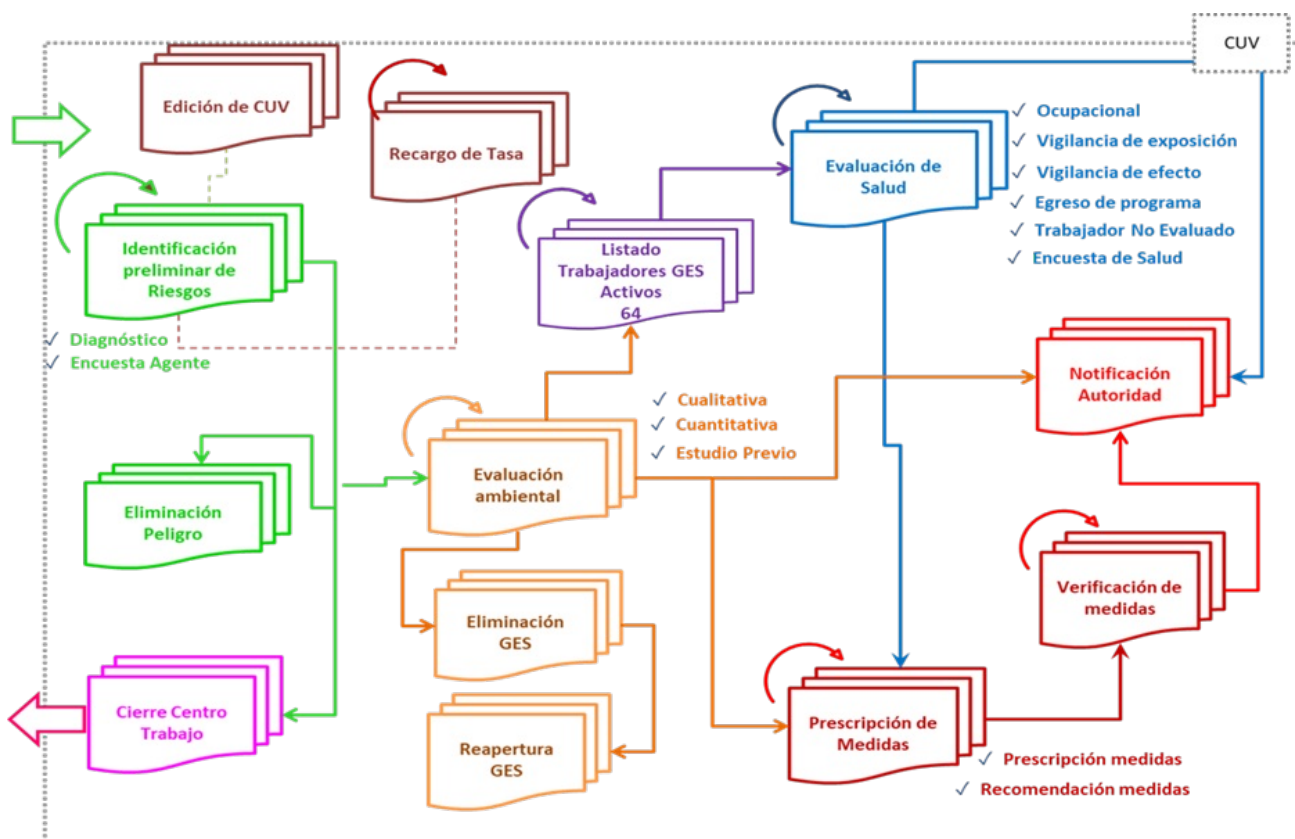 CUV
Edición de CUV
Recargo de Tasa
Evaluación de
Salud
✓ Ocupacional
✓ Vigilancia de exposición
✓ Vigilancia de efecto
✓ Egreso de programa
✓ Trabajador No Evaluado
✓ Encuesta de Salud
Identificación
preliminar de
Riesgos
✓ Diagnóstico
✓ Encuesta Agente
Listado
Trabajadores GES
Activos
64
Notificación
Autoridad
✓ Cualitativa
✓ Cuantitativa
✓ Estudio Previo
Evaluación
ambiental
Eliminación
Peligro
Eliminación
GES
Verificación de
medidas
Cierre Centro
Trabajo
Reapertura
GES
Prescripción de
Medidas
✓ Prescripción medidas
✓ Recomendación medidas